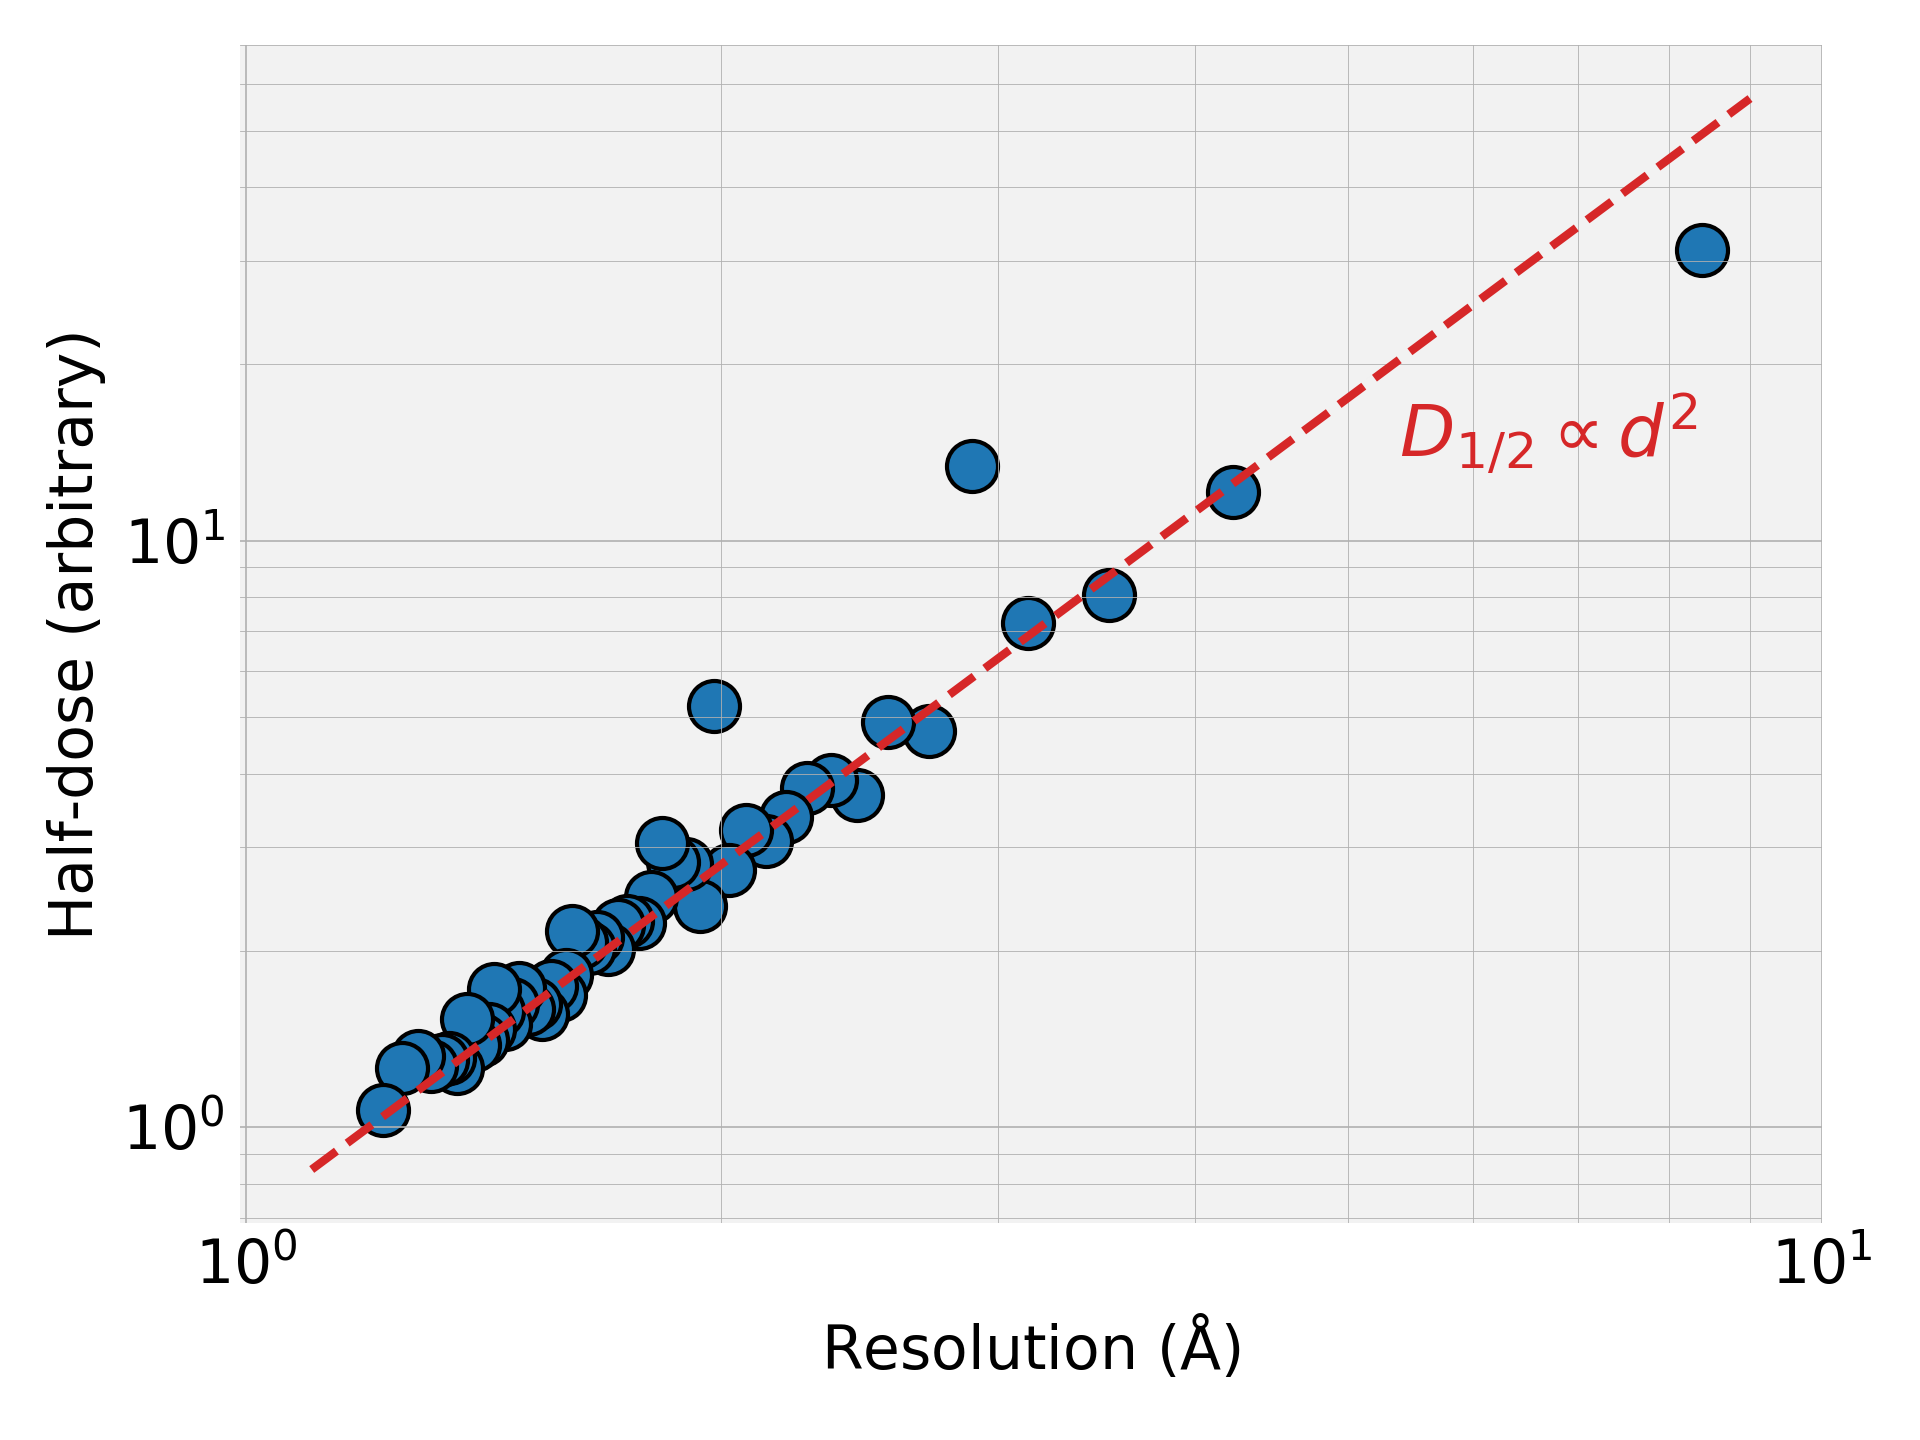 Half-dose (arbitrary)
10¹
10⁰
D₁/₂ ∝ d²
10⁰
10¹
Resolution (Å)